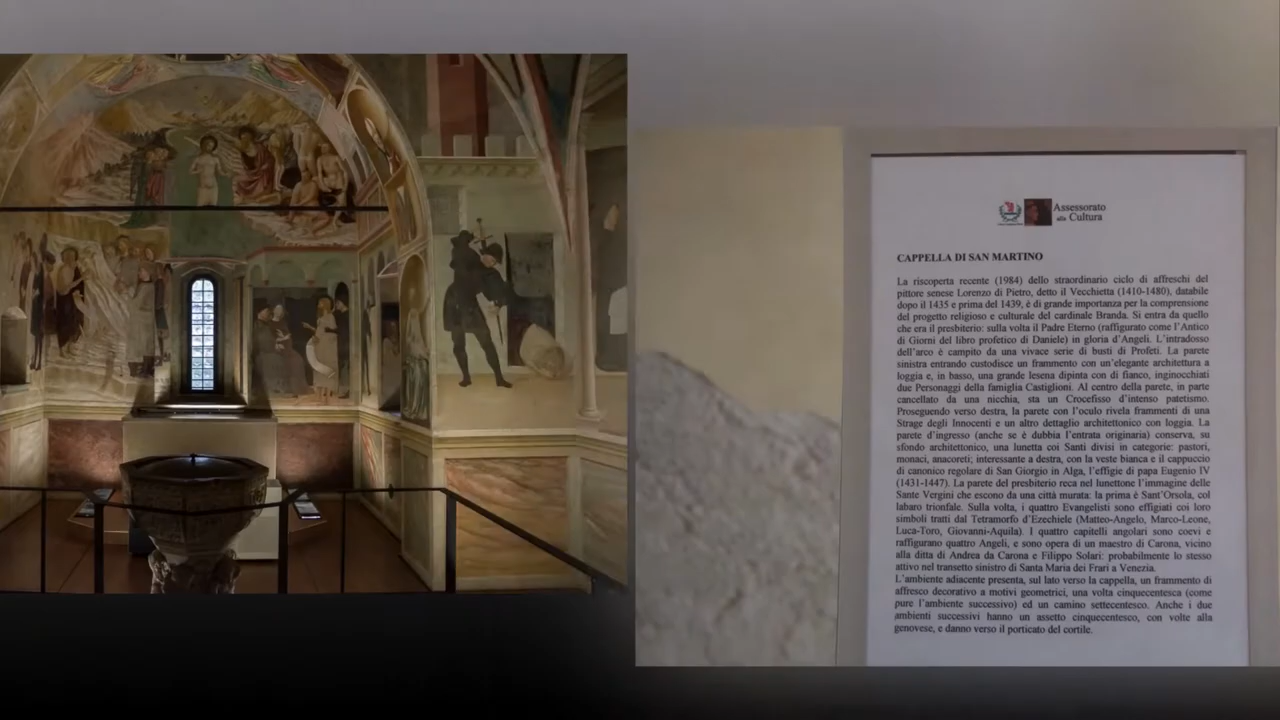 Assessorato
alla Cultura
CAPPELLA DI SAN MARTINO
La riscoperta recente (1984) dello straordinario ciclo di affreschi del
pittore senese Lorenzo di Pietro, detto il Vecchietta (1410-1480), databile
dopo il 1435 e prima del 1439, è di grande importanza per la comprensione
del progetto religioso e culturale del cardinale Branda. Si entra da quello
che era il presbiterio: sulla volta il Padre Eterno (raffigurato come l'Antico
di Giorni del libro profetico di Daniele) in gloria d'Angeli. L'intradosso
dell'arco è campito da una vivace serie di busti di Profeti. La parete
sinistra entrando custodisce un frammento con un'elegante architettura a
loggia e, in basso, una grande lesena dipinta con di fianco, inginocchiati
due Personaggi della famiglia Castiglioni. Al centro della parete, in parte
cancellato da una nicchia, sta un Crocefisso d'intenso patetismo.
Proseguendo verso destra, la parete con l'oculo rivela frammenti di una
Strage degli Innocenti e un altro dettaglio architettonico con loggia. La
parete d'ingresso (anche se è dubbia l'entrata originaria) conserva, su
sfondo architettonico, una lunetta coi Santi divisi in categorie: pastori,
monaci, anacoreti; interessante a destra, con la veste bianca e il cappuccio
di canonico regolare di San Giorgio in Alga, l'effigie di papa Eugenio IV
(1431-1447). La parete del presbiterio reca nel lunettone l'immagine delle
Sante Vergini che escono da una città murata: la prima è Sant'Orsola, col
labaro trionfale. Sulla volta, i quattro Evangelisti sono effigiati coi loro
simboli tratti dal Tetramorfo d'Ezechiele (Matteo-Angelo, Marco-Leone,
Luca-Toro, Giovanni-Aquila). I quattro capitelli angolari sono coevi e
raffigurano quattro Angeli, e sono opera di un maestro di Carona, vicino
alla ditta di Andrea da Carona e Filippo Solari: probabilmente lo stesso
attivo nel transetto sinistro di Santa Maria dei Frari a Venezia.
L'ambiente adiacente presenta, sul lato verso la cappella, un frammento di
affresco decorativo a motivi geometrici, una volta cinquecentesca (come
pure l'ambiente successivo) ed un camino settecentesco. Anche i due
ambienti successivi hanno un assetto cinquecentesco, con volte alla
genovese, e danno verso il porticato del cortile.